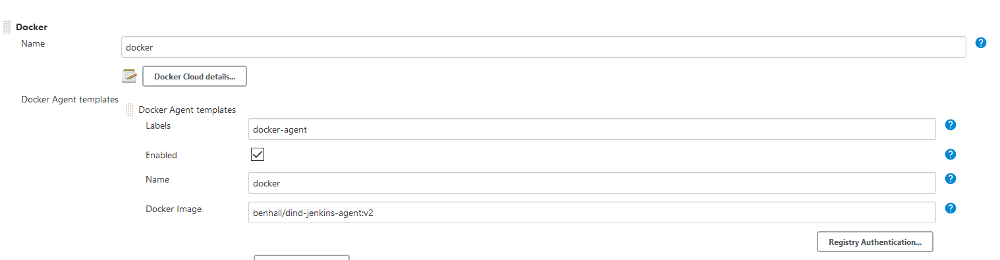 Docker
Name
docker
Docker Cloud details...
Docker Agent templates
Docker Agent templates
Labels
docker-agent
Enabled
Name
docker
Docker Image
benhall/dind-jenkins-agent:v2
Registry Authentication...